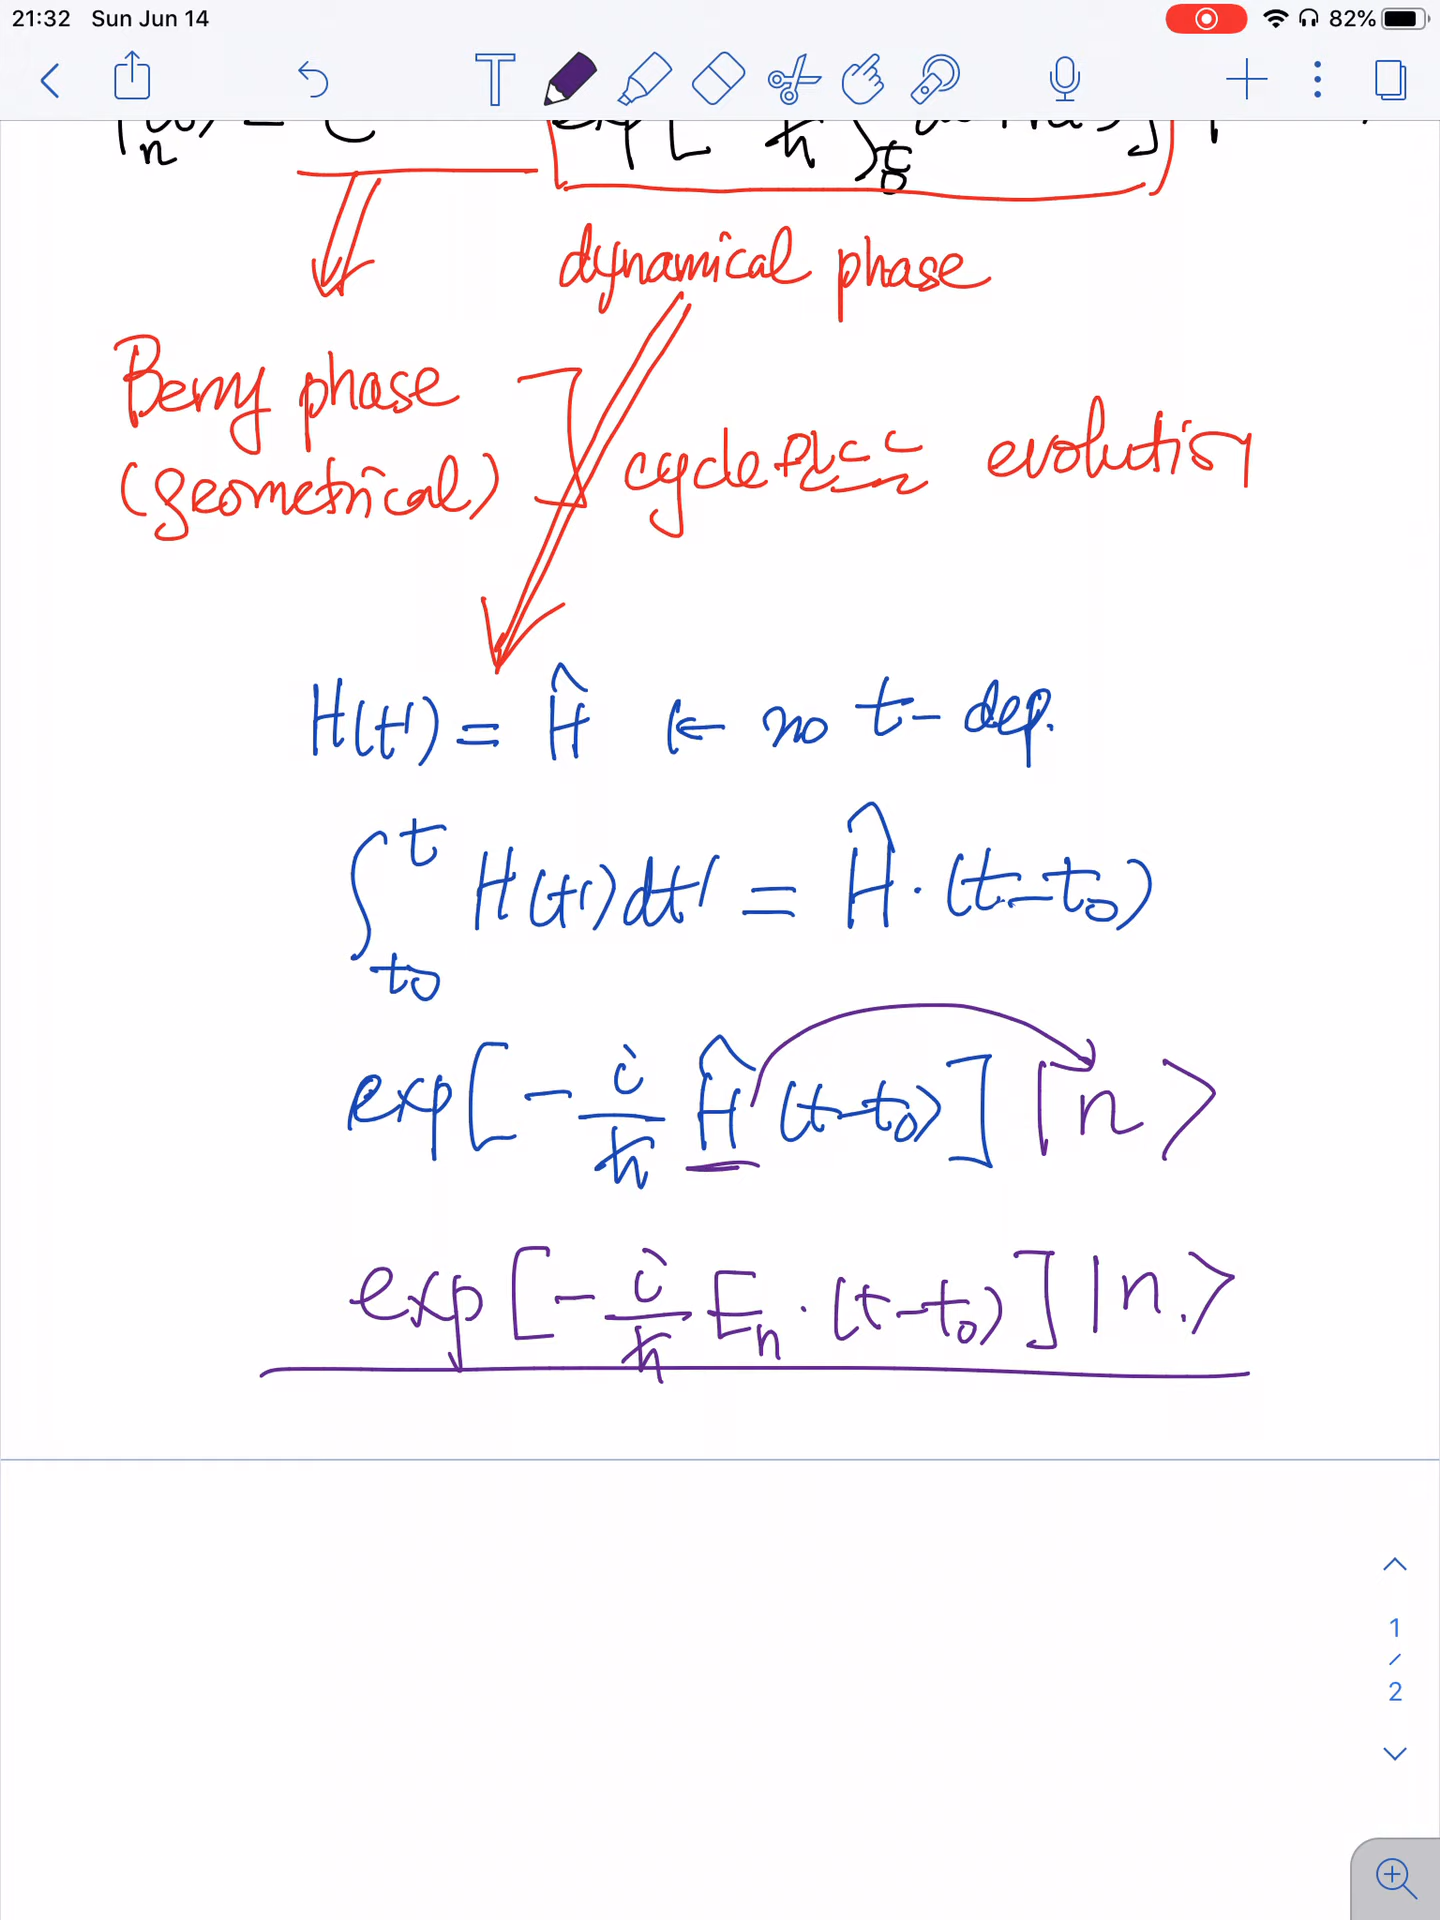 21:32 Sun Jun 14 82%
T
dynamical phase
Berry phase
(geometrical)
cycle evolution
H(t') = Ĥ ← no t-dep.
∫_{t0}^{t} H(t')dt' = Ĥ·(t-t₀)
exp[-i/ħ Ĥ (t-t₀)] |n>
exp[-i/ħ Eₙ·(t-t₀)] |n.>
1
/
2